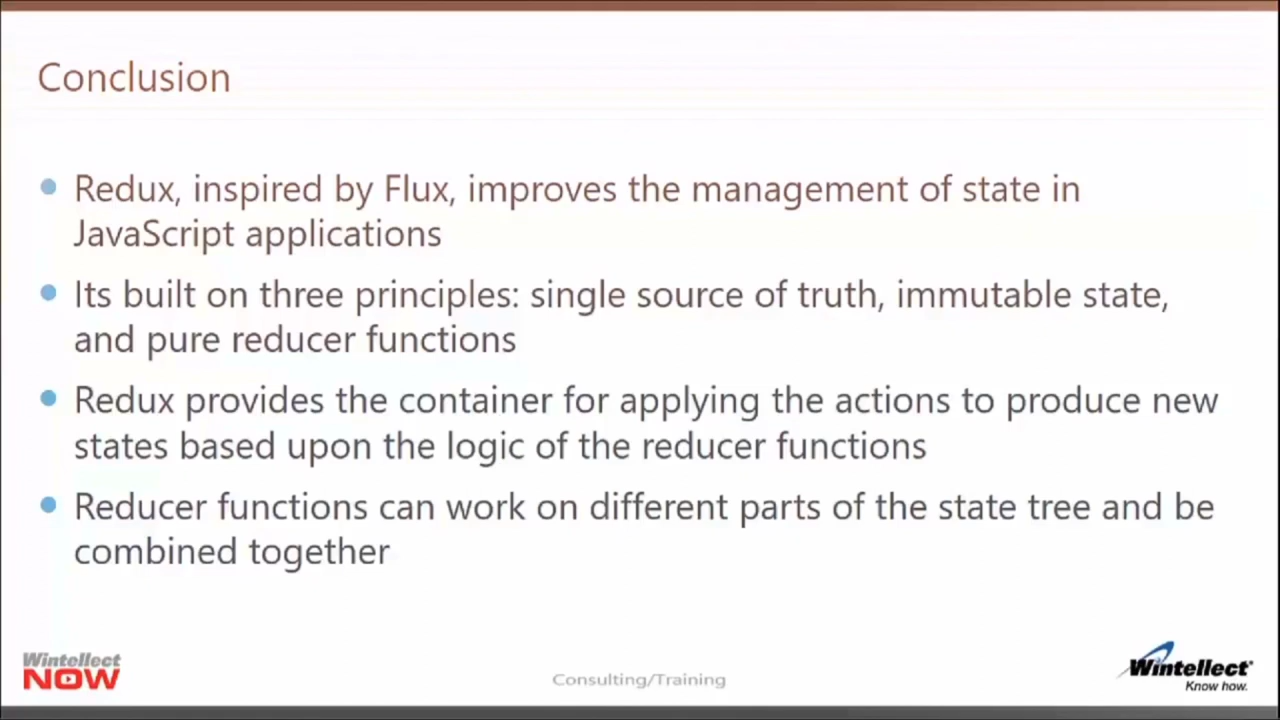 Conclusion
Redux, inspired by Flux, improves the management of state in
JavaScript applications
Its built on three principles: single source of truth, immutable state,
and pure reducer functions
Redux provides the container for applying the actions to produce new
states based upon the logic of the reducer functions
Reducer functions can work on different parts of the state tree and be
combined together
Wintellect
NOW
Consulting/Training
Wintellect
Know how.